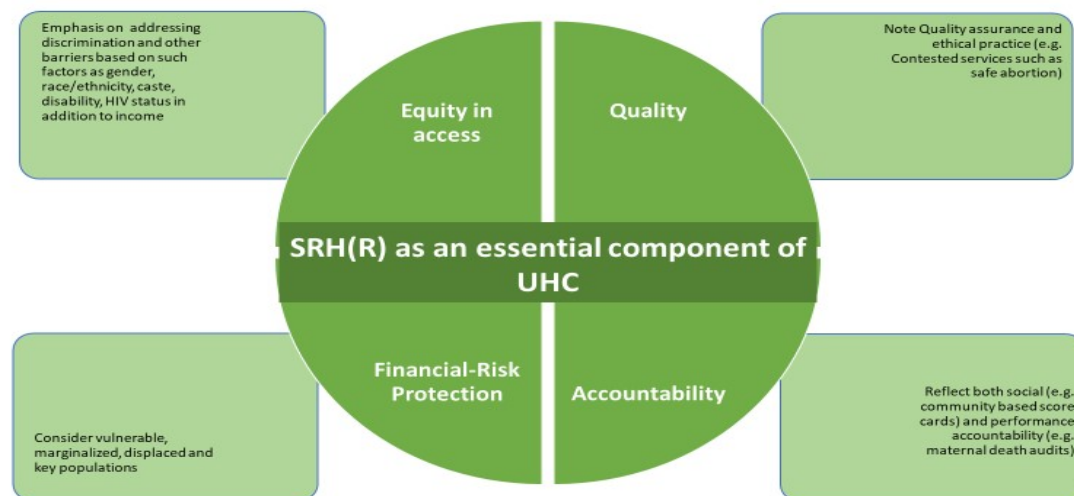 Emphasis on addressing
discrimination and other
barriers based on such
factors as gender,
race/ethnicity, caste,
disability, HIV status in
addition to income
Note Quality assurance and
ethical practice (e.g.
Contested services such as
safe abortion)
Equity in
access
Quality
SRH(R) as an essential component of
UHC
Financial-Risk
Protection
Accountability
Consider vulnerable,
marginalized, displaced and
key populations
Reflect both social (e.g.
community based score
cards) and performance
accountability (e.g.
maternal death audits)